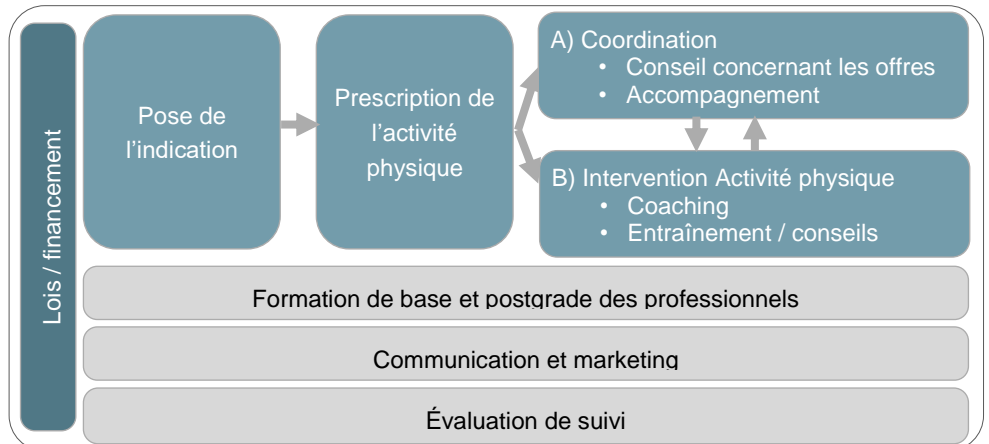 Lois / financement
Pose de
l'indication
Prescription de
l'activité
physique
A) Coordination
• Conseil concernant les offres
• Accompagnement
B) Intervention Activité physique
• Coaching
• Entraînement / conseils
Formation de base et postgrade des professionnels
Communication et marketing
Évaluation de suivi